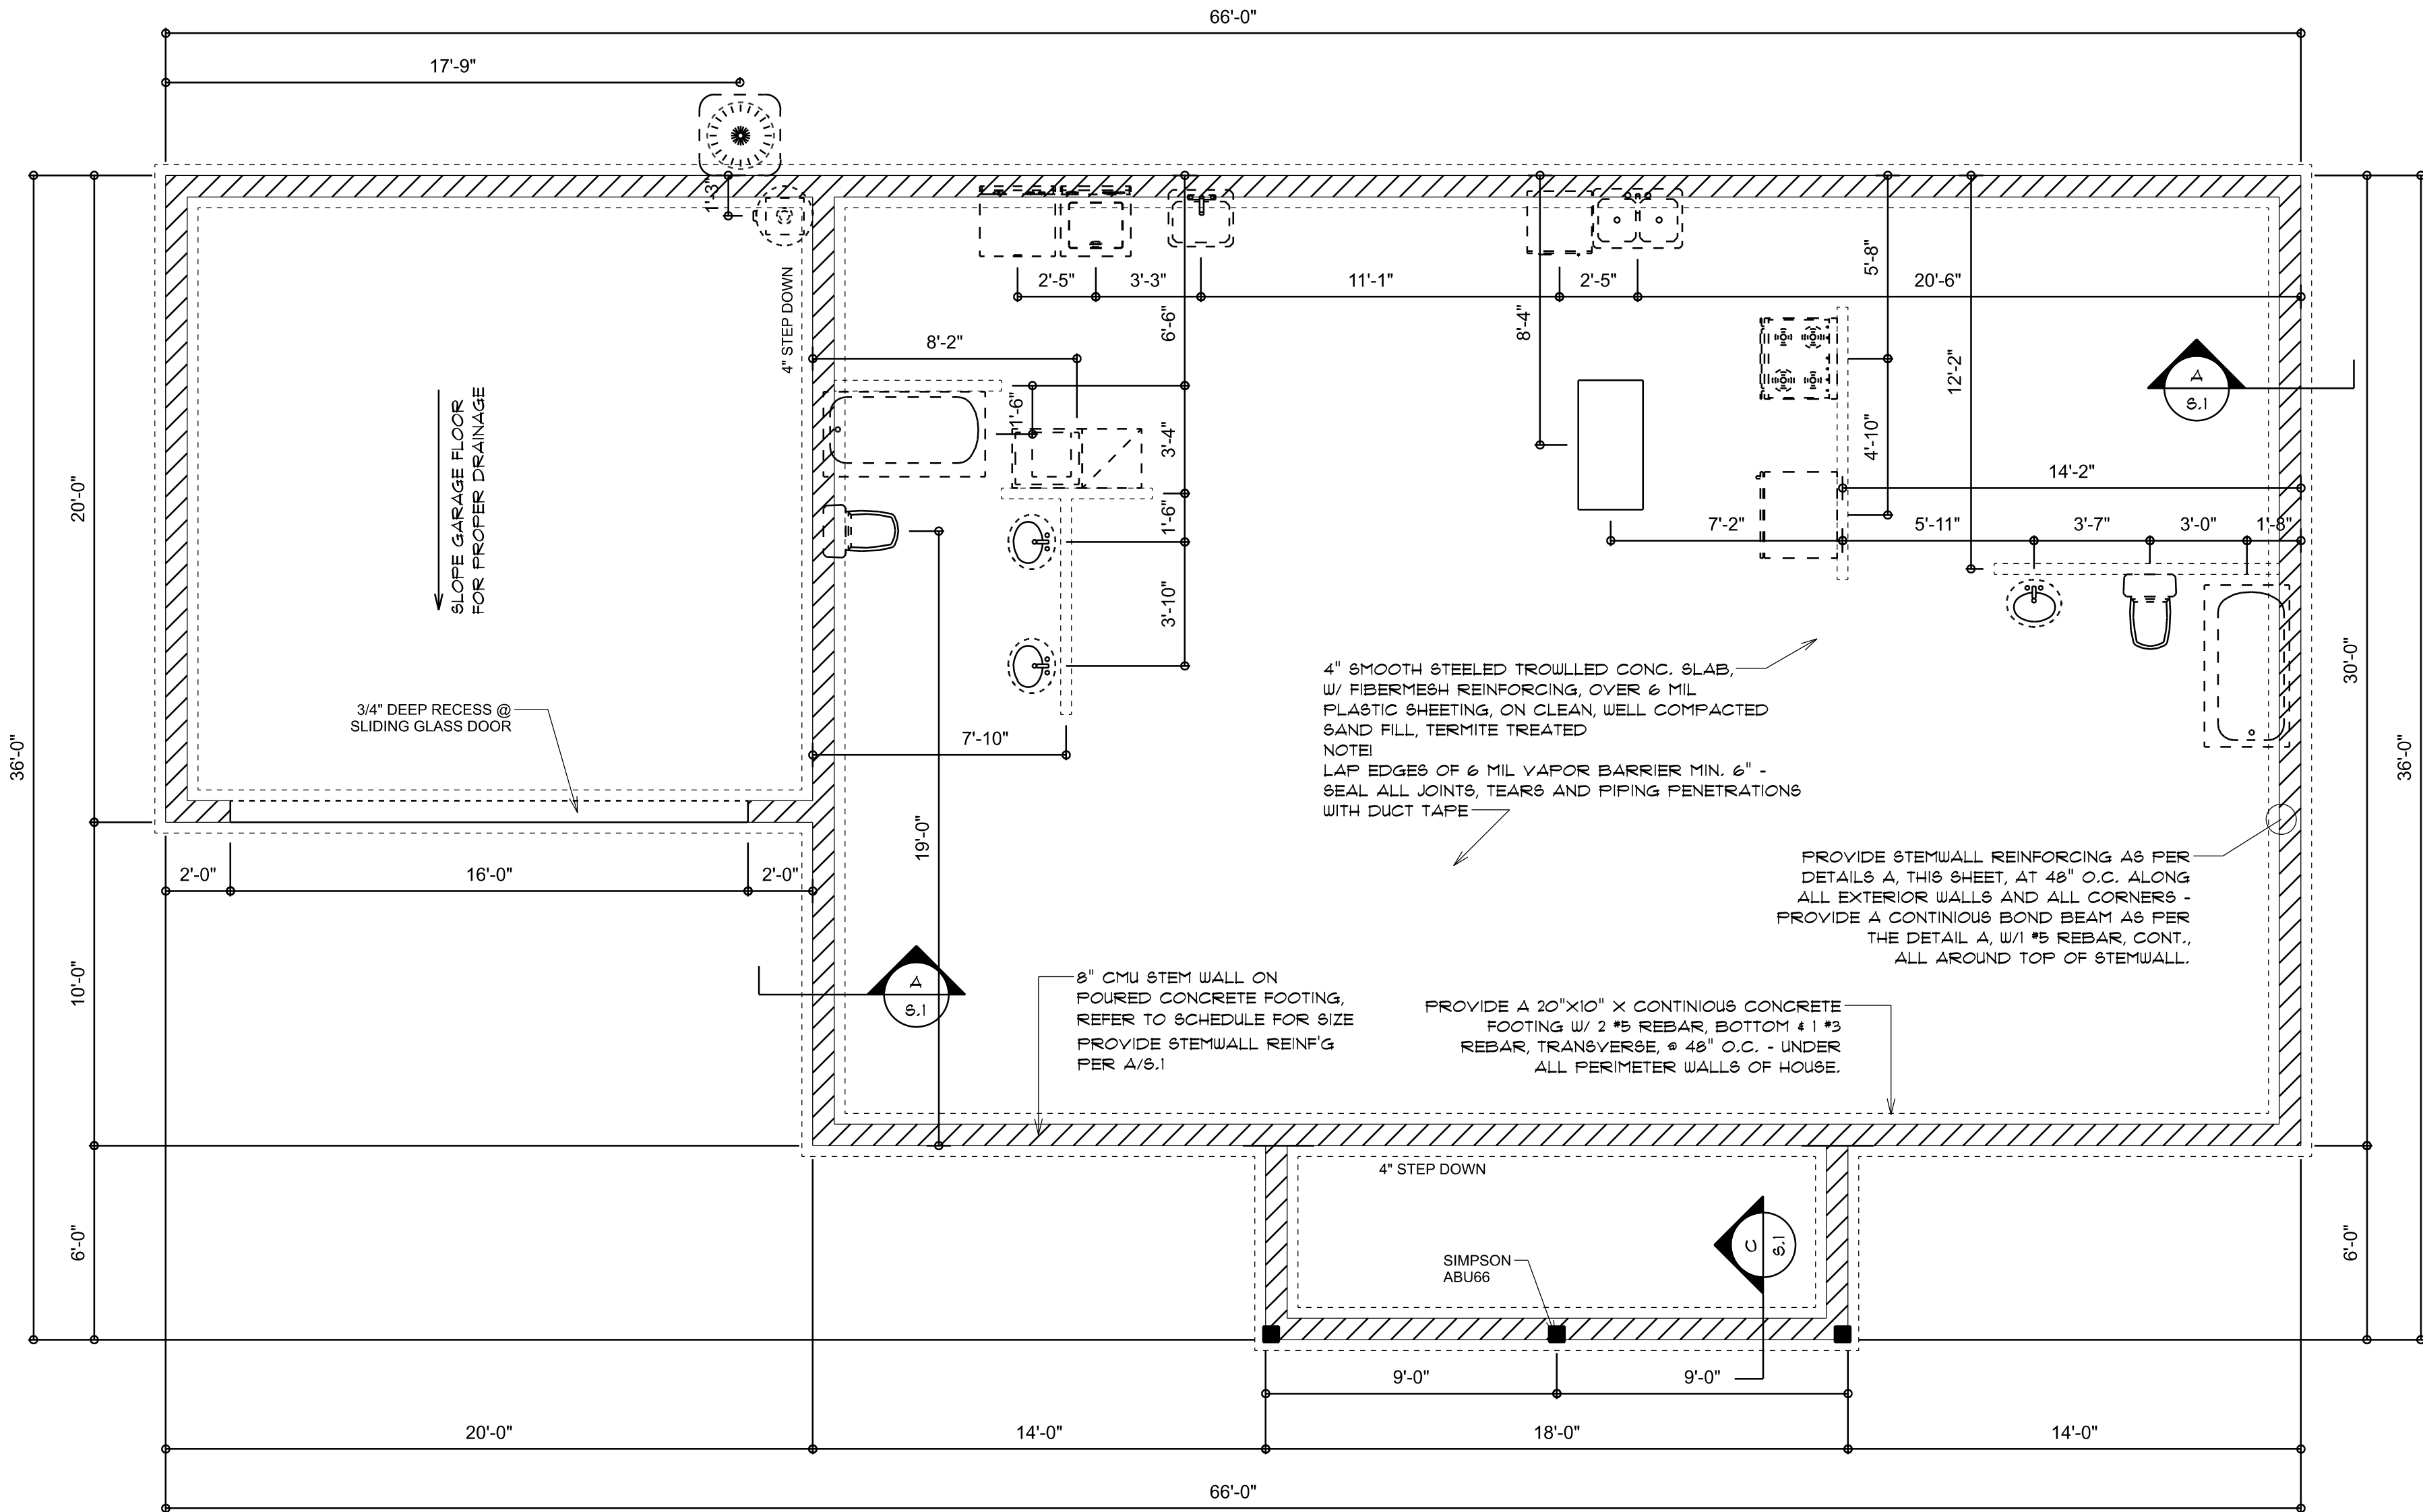 66'-0"
17'-9"
1'-3"
2'-5"
3'-3"
11'-1"
2'-5"
20'-6"
5'-8"
6'-6"
8'-4"
12'-2"
4" STEP DOWN
8'-2"
1'-6"
3'-4"
4'-10"
A
S.1
14'-2"
7'-2"
5'-11"
3'-7"
3'-0"
1'-8"
1'-6"
3'-10"
20'-0"
SLOPE GARAGE FLOOR
FOR PROPER DRAINAGE
36'-0"
30'-0"
36'-0"
3/4" DEEP RECESS @
SLIDING GLASS DOOR
7'-10"
4" SMOOTH STEELED TROWLLED CONC. SLAB,
W/ FIBERMESH REINFORCING, OVER 6 MIL
PLASTIC SHEETING, ON CLEAN, WELL COMPACTED
SAND FILL, TERMITE TREATED
NOTE!
LAP EDGES OF 6 MIL VAPOR BARRIER MIN. 6" -
SEAL ALL JOINTS, TEARS AND PIPING PENETRATIONS
WITH DUCT TAPE
19'-0"
2'-0"
16'-0"
2'-0"
PROVIDE STEMWALL REINFORCING AS PER
DETAILS A, THIS SHEET, AT 48" O.C. ALONG
ALL EXTERIOR WALLS AND ALL CORNERS -
PROVIDE A CONTINIOUS BOND BEAM AS PER
THE DETAIL A, W/1 #5 REBAR, CONT.,
ALL AROUND TOP OF STEMWALL.
10'-0"
A
S.1
8" CMU STEM WALL ON
POURED CONCRETE FOOTING,
REFER TO SCHEDULE FOR SIZE
PROVIDE STEMWALL REINF'G
PER A/S.1
PROVIDE A 20"X10" X CONTINIOUS CONCRETE
FOOTING W/ 2 #5 REBAR, BOTTOM & 1 #3
REBAR, TRANSVERSE, @ 48" O.C. - UNDER
ALL PERIMETER WALLS OF HOUSE.
4" STEP DOWN
6'-0"
C
S.1
6'-0"
SIMPSON
ABU66
9'-0"
9'-0"
20'-0"
14'-0"
18'-0"
14'-0"
66'-0"